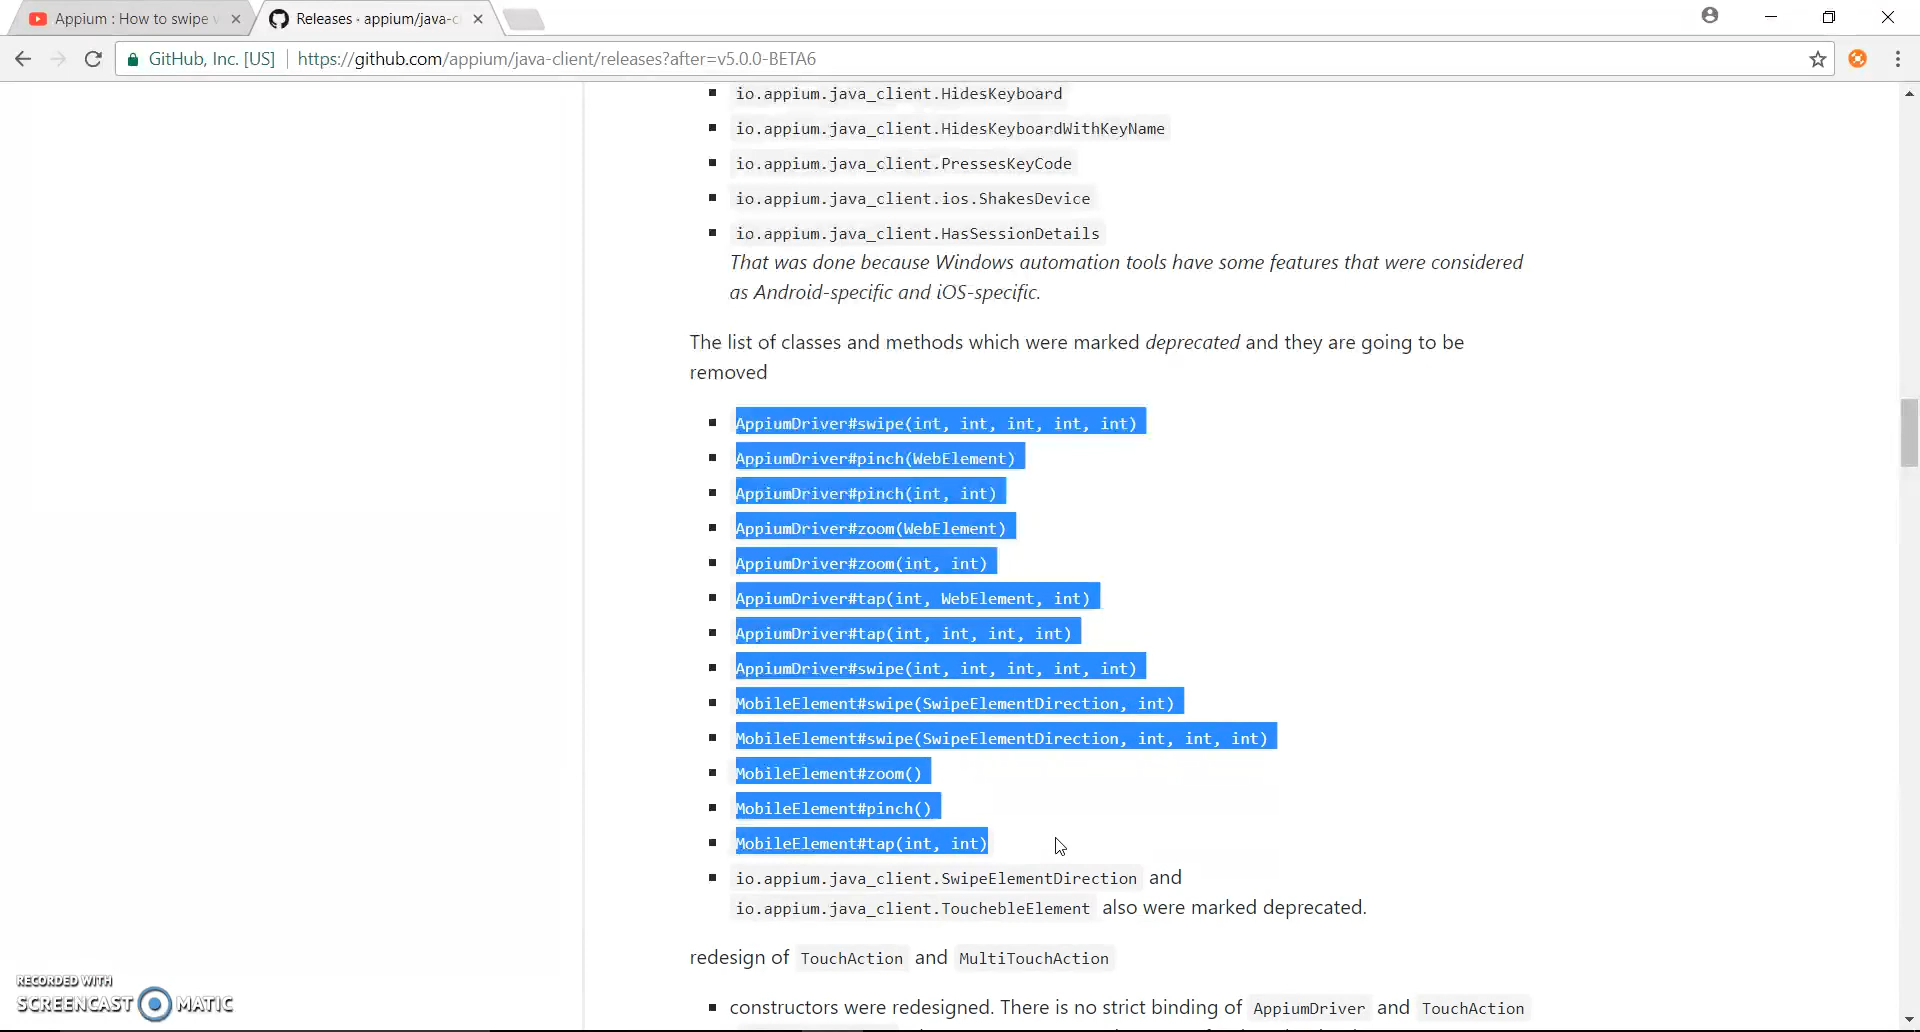 Appium : How to swipe v
Releases · appium/java-c
GitHub, Inc. [US] | https://github.com/appium/java-client/releases?after=v5.0.0-BETA6
io.appium.java_client.HidesKeyboard
io.appium.java_client.HidesKeyboardWithKeyName
io.appium.java_client.PressesKeyCode
io.appium.java_client.ios.ShakesDevice
io.appium.java_client.HasSessionDetails
That was done because Windows automation tools have some features that were considered
as Android-specific and iOS-specific.
The list of classes and methods which were marked deprecated and they are going to be
removed
AppiumDriver#swipe(int, int, int, int, int)
AppiumDriver#pinch(WebElement)
AppiumDriver#pinch(int, int)
AppiumDriver#zoom(WebElement)
AppiumDriver#zoom(int, int)
AppiumDriver#tap(int, WebElement, int)
AppiumDriver#tap(int, int, int, int)
AppiumDriver#swipe(int, int, int, int, int)
MobileElement#swipe(SwipeElementDirection, int)
MobileElement#swipe(SwipeElementDirection, int, int, int)
MobileElement#zoom()
MobileElement#pinch()
MobileElement#tap(int, int)
io.appium.java_client.SwipeElementDirection and
io.appium.java_client.TouchebleElement also were marked deprecated.
redesign of TouchAction and MultiTouchAction
constructors were redesigned. There is no strict binding of AppiumDriver and TouchAction
RECORDED WITH
SCREENCAST MATIC